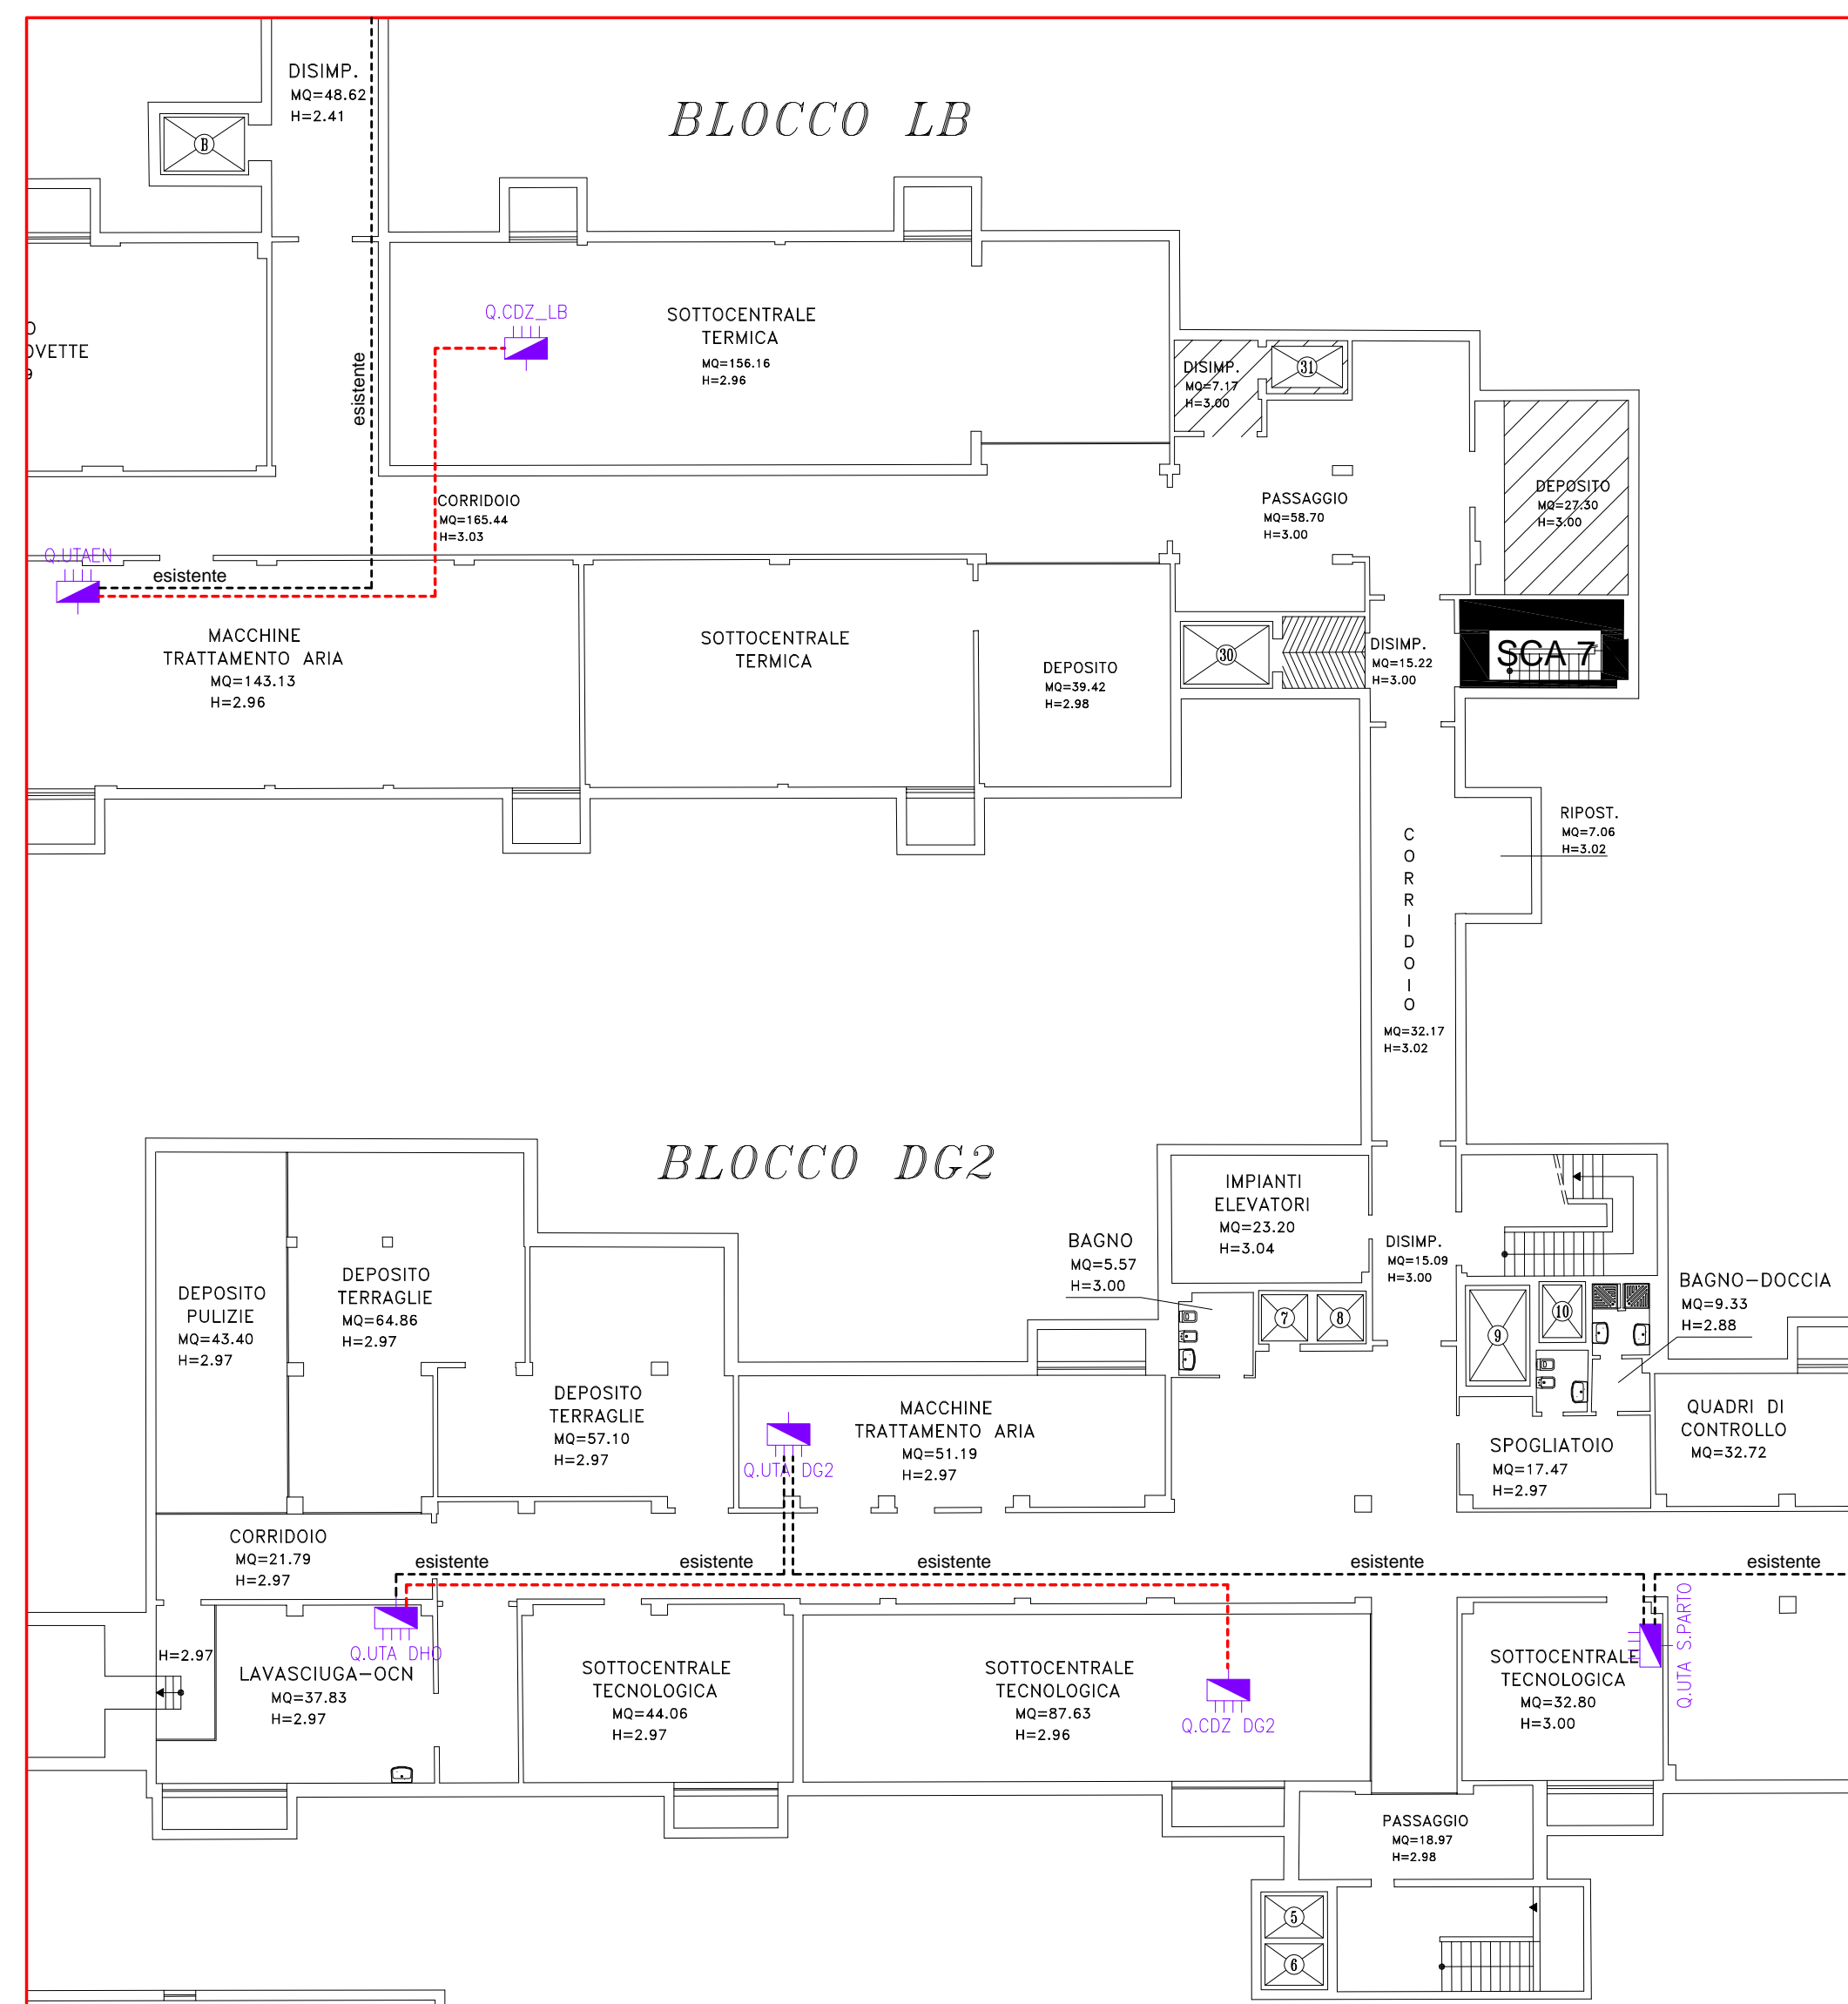 DISIMP.
MQ=48.62
H=2.41
BLOCCO LB
B
Q.CDZ_LB
SOTTOCENTRALE
TERMICA
MQ=156.16
H=2.96
OVETTE
esistente
DISIMP.
MQ=7.17
H=3.00
31
CORRIDOIO
MQ=165.44
H=3.03
PASSAGGIO
MQ=58.70
H=3.00
DEPOSITO
MQ=27.30
H=3.00
Q.UTAEN
esistente
MACCHINE
TRATTAMENTO ARIA
MQ=143.13
H=2.96
SOTTOCENTRALE
TERMICA
DEPOSITO
MQ=39.42
H=2.98
30
DISIMP.
MQ=15.22
H=3.00
SCA 7
RIPOST.
MQ=7.06
H=3.02
CORRIDOIO
MQ=32.17
H=3.02
BLOCCO DG2
IMPIANTI
ELEVATORI
MQ=23.20
H=3.04
BAGNO
MQ=5.57
H=3.00
DISIMP.
MQ=15.09
H=3.00
7
8
9
10
BAGNO-DOCCIA
MQ=9.33
H=2.88
DEPOSITO
PULIZIE
MQ=43.40
H=2.97
DEPOSITO
TERRAGLIE
MQ=64.86
H=2.97
DEPOSITO
TERRAGLIE
MQ=57.10
H=2.97
MACCHINE
TRATTAMENTO ARIA
MQ=51.19
H=2.97
Q.UTA DG2
SPOGLIATOIO
MQ=17.47
H=2.97
QUADRI DI
CONTROLLO
MQ=32.72
CORRIDOIO
MQ=21.79
H=2.97
esistente
esistente
esistente
esistente
esistente
Q.UTA DH0
H=2.97
LAVASCIUGA-OCN
MQ=37.83
H=2.97
SOTTOCENTRALE
TECNOLOGICA
MQ=44.06
H=2.97
SOTTOCENTRALE
TECNOLOGICA
MQ=87.63
H=2.96
Q.CDZ DG2
SOTTOCENTRALE
TECNOLOGICA
MQ=32.80
H=3.00
Q.UTA S.PARTO
PASSAGGIO
MQ=18.97
H=2.98
5
6